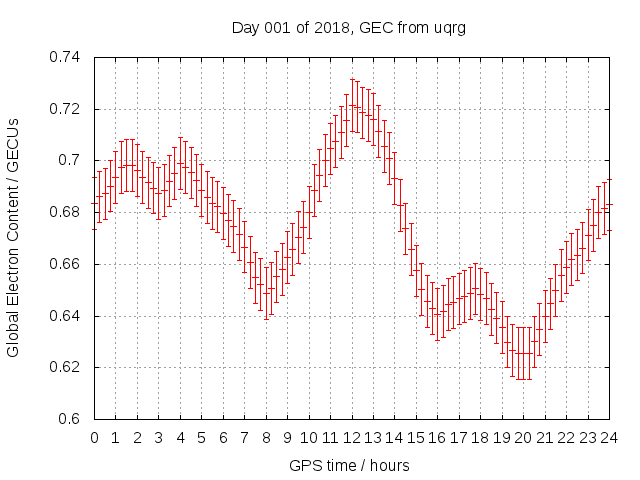 Day 001 of 2018, GEC from uqrg
Global Electron Content / GECUs
0.74
0.72
0.7
0.68
0.66
0.64
0.62
0.6
0 1 2 3 4 5 6 7 8 9 10 11 12 13 14 15 16 17 18 19 20 21 22 23 24
GPS time / hours